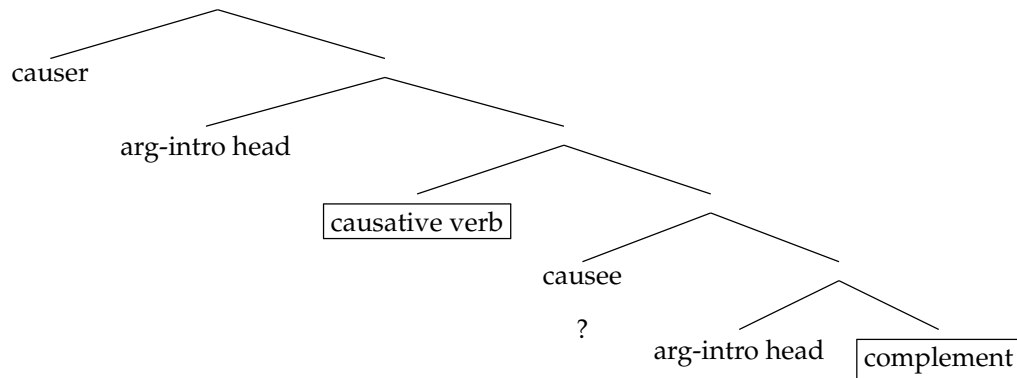 causer
arg-intro head
causative verb
causee
?
arg-intro head
complement